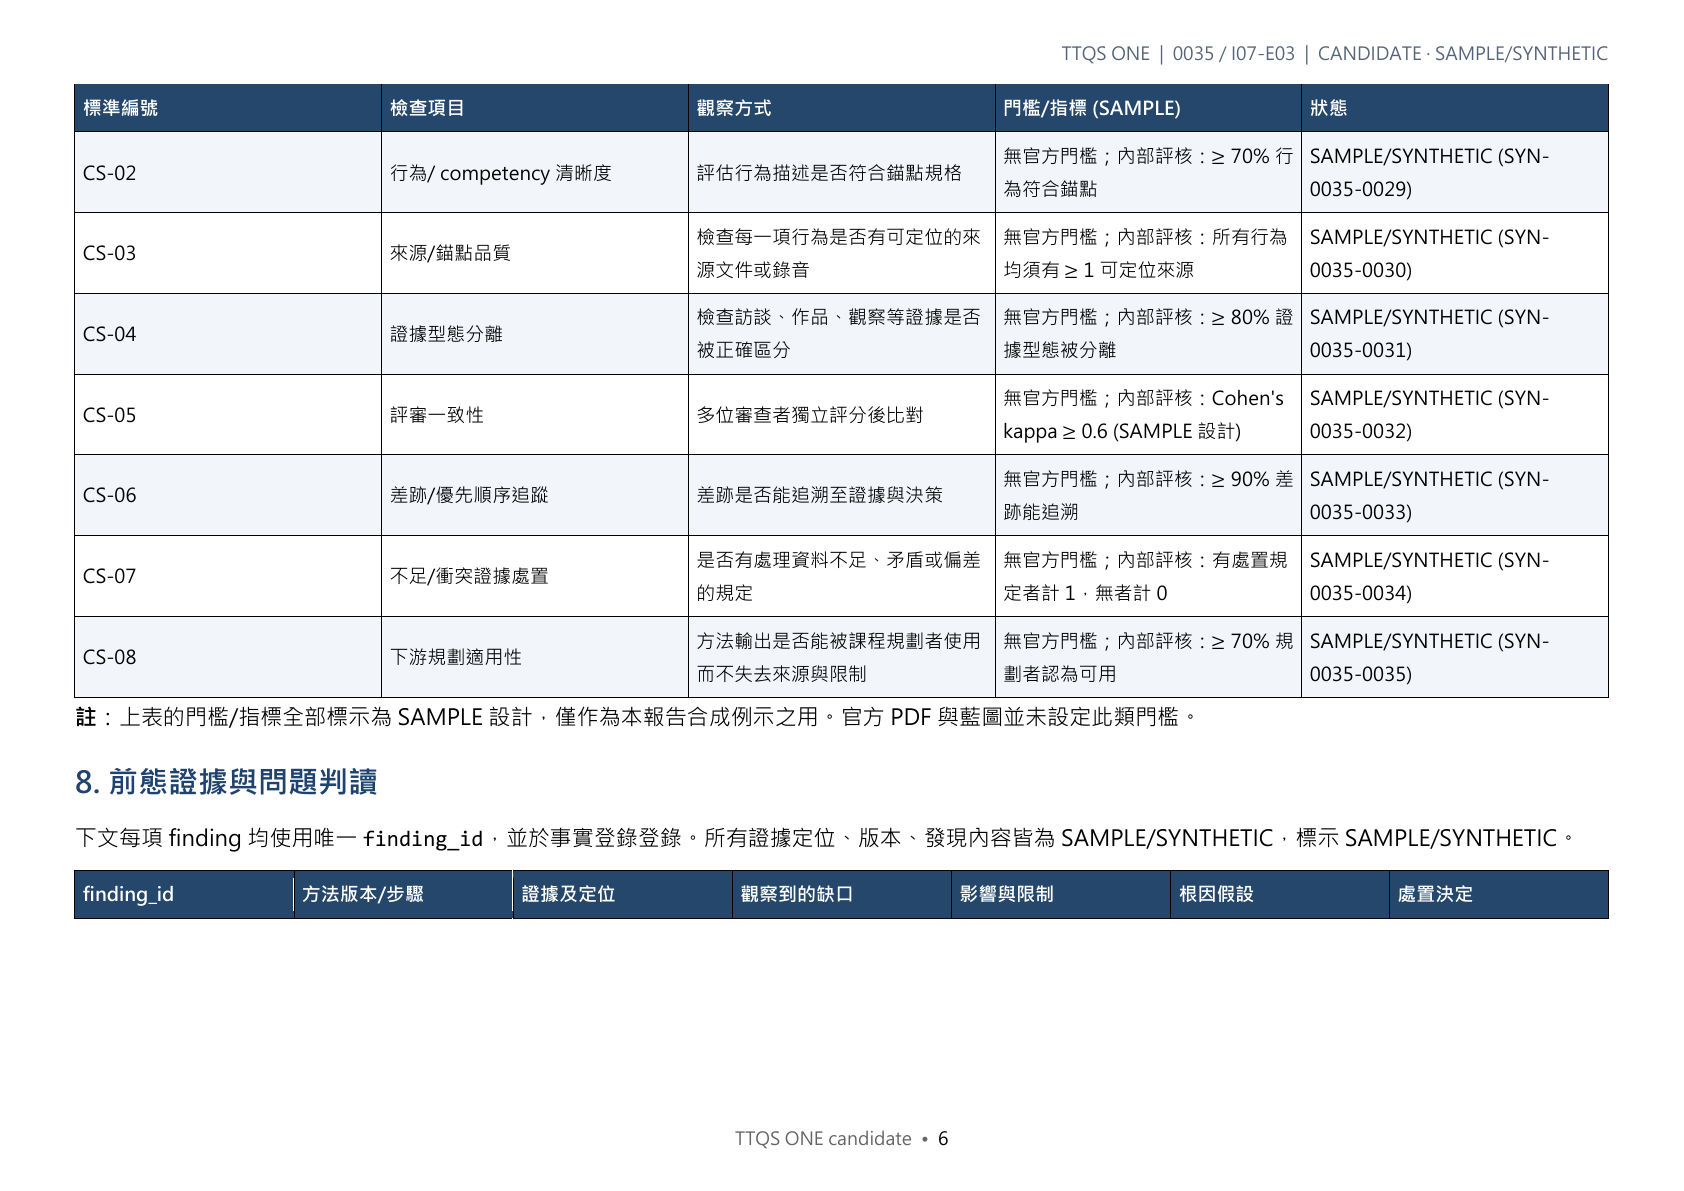 TTQS ONE | 0035 / I07-E03 | CANDIDATE · SAMPLE/SYNTHETIC
標準編號 檢查項目 觀察方式 門檻/指標 (SAMPLE) 狀態
CS-02 行為/ competency 清晰度 評估行為描述是否符合錨點規格 無官方門檻；內部評核：≥ 70% 行為符合錨點 SAMPLE/SYNTHETIC (SYN-0035-0029)
CS-03 來源/錨點品質 檢查每一項行為是否有可定位的來源文件或錄音 無官方門檻；內部評核：所有行為均須有 ≥ 1 可定位來源 SAMPLE/SYNTHETIC (SYN-0035-0030)
CS-04 證據型態分離 檢查訪談、作品、觀察等證據是否被正確區分 無官方門檻；內部評核：≥ 80% 證據型態被分離 SAMPLE/SYNTHETIC (SYN-0035-0031)
CS-05 評審一致性 多位審查者獨立評分後比對 無官方門檻；內部評核：Cohen's kappa ≥ 0.6 (SAMPLE 設計) SAMPLE/SYNTHETIC (SYN-0035-0032)
CS-06 差跡/優先順序追蹤 差跡是否能追溯至證據與決策 無官方門檻；內部評核：≥ 90% 差跡能追溯 SAMPLE/SYNTHETIC (SYN-0035-0033)
CS-07 不足/衝突證據處置 是否有處理資料不足、矛盾或偏差的規定 無官方門檻；內部評核：有處置規定者計 1，無者計 0 SAMPLE/SYNTHETIC (SYN-0035-0034)
CS-08 下游規劃適用性 方法輸出是否能被課程規劃者使用而不失去來源與限制 無官方門檻；內部評核：≥ 70% 規劃者認為可用 SAMPLE/SYNTHETIC (SYN-0035-0035)
註：上表的門檻/指標全部標示為 SAMPLE 設計，僅作為本報告合成例示之用。官方 PDF 與藍圖並未設定此類門檻。
8. 前態證據與問題判讀
下文每項 finding 均使用唯一 finding_id，並於事實登錄登錄。所有證據定位、版本、發現內容皆為 SAMPLE/SYNTHETIC，標示 SAMPLE/SYNTHETIC。
finding_id 方法版本/步驟 證據及定位 觀察到的缺口 影響與限制 根因假設 處置決定
TTQS ONE candidate • 6